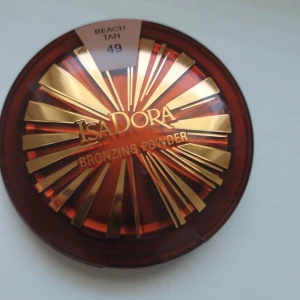 BEACH
TAN
49
ISADORA
BRONZING POWDER